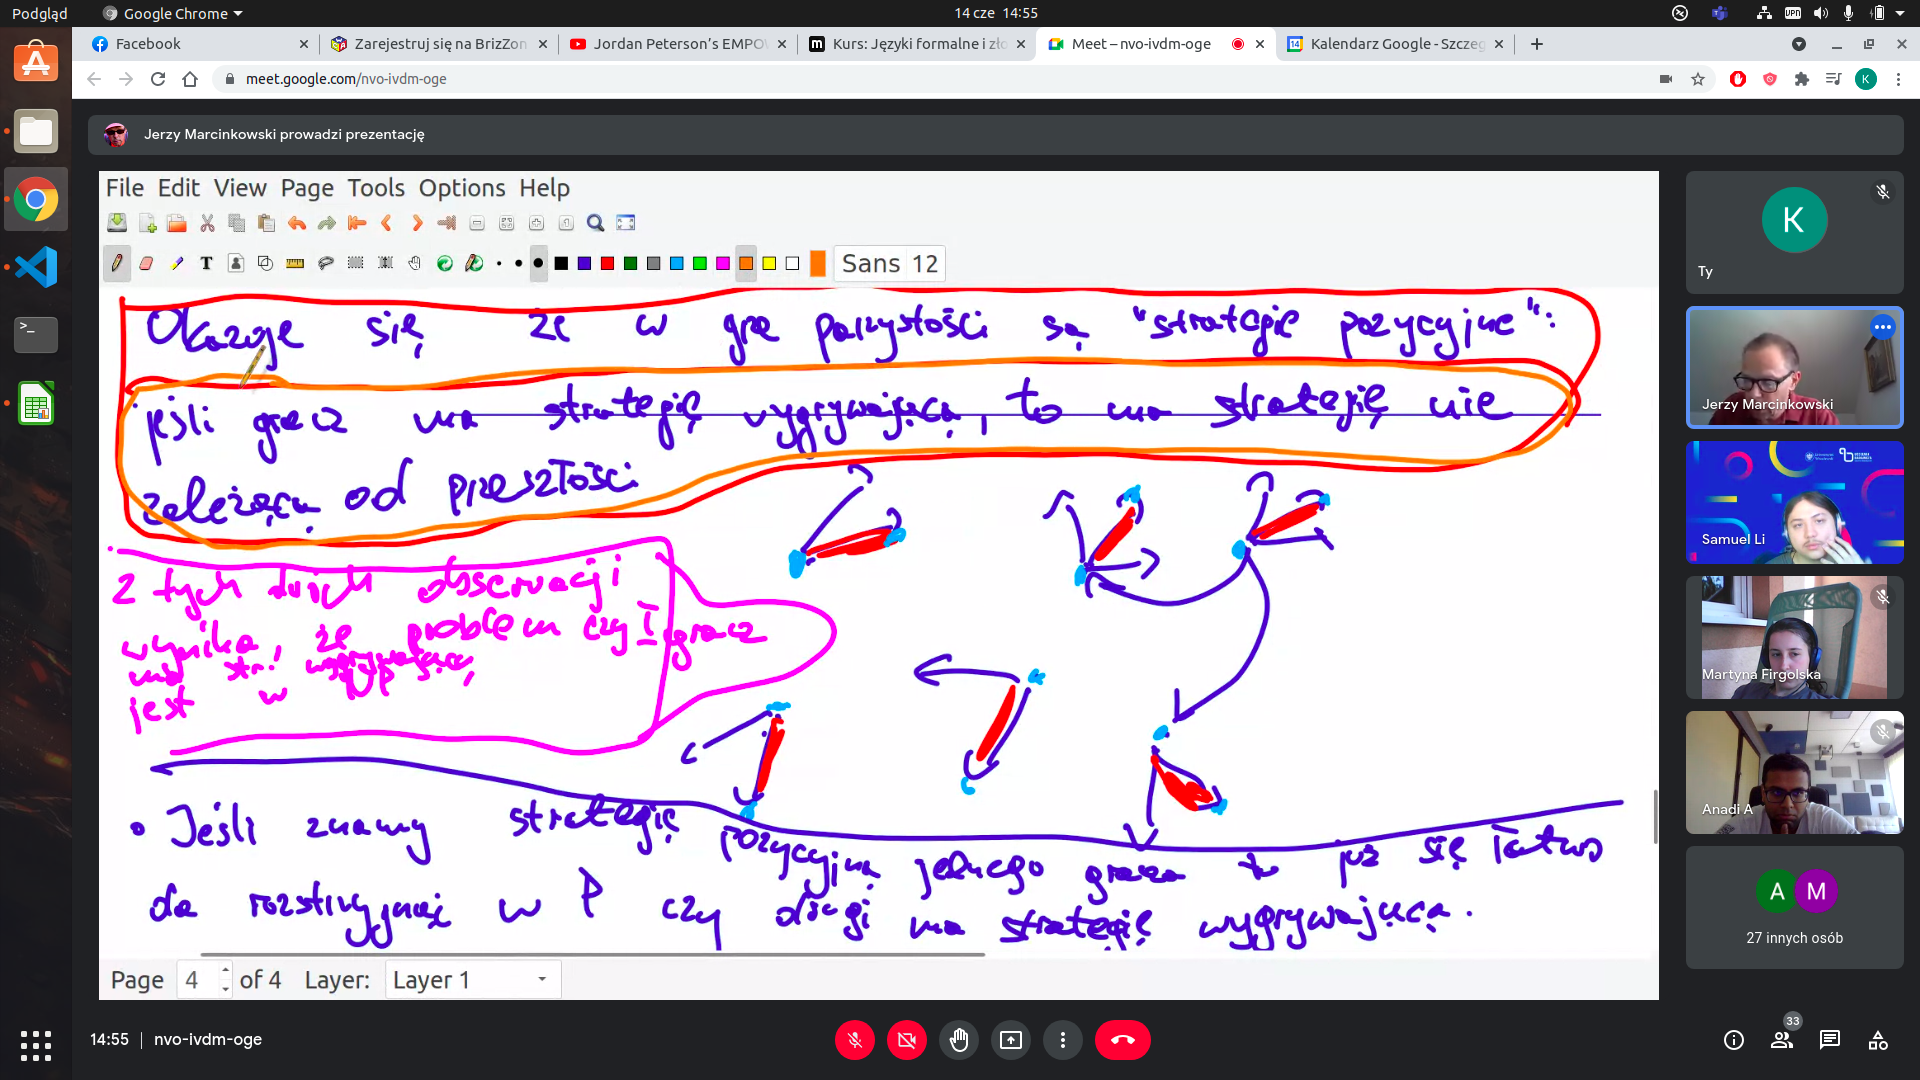 Podgląd
Google Chrome
14 cze 14:55
Facebook
Zarejestruj się na BrizZon
Jordan Peterson's EMPO
Kurs: Języki formalne i zło
Meet – nvo-ivdm-oge
Kalendarz Google - Szczeg
meet.google.com/nvo-ivdm-oge
K
Jerzy Marcinkowski prowadzi prezentację
File Edit View Page Tools Options Help
Sans 12
Okazuje się że w grę parzystości są "strategie pozycyjne":
jeśli gracz ma strategię wygrywającą, to ma strategię nie
zależącą od przeszłości
Z tych dwóch obserwacji
wynika, że problem czy I gracz
ma str. wygrywającą
jest w
• Jeśli znamy strategię pozycyjną jednego gracza to już się łatwo
da rozstrzygnąć w P czy drugi ma strategię wygrywającą.
Page 4 of 4 Layer: Layer 1
K
Ty
Jerzy Marcinkowski
Samuel Li
Martyna Firgolska
Anadi A
A M
27 innych osób
14:55 | nvo-ivdm-oge
33